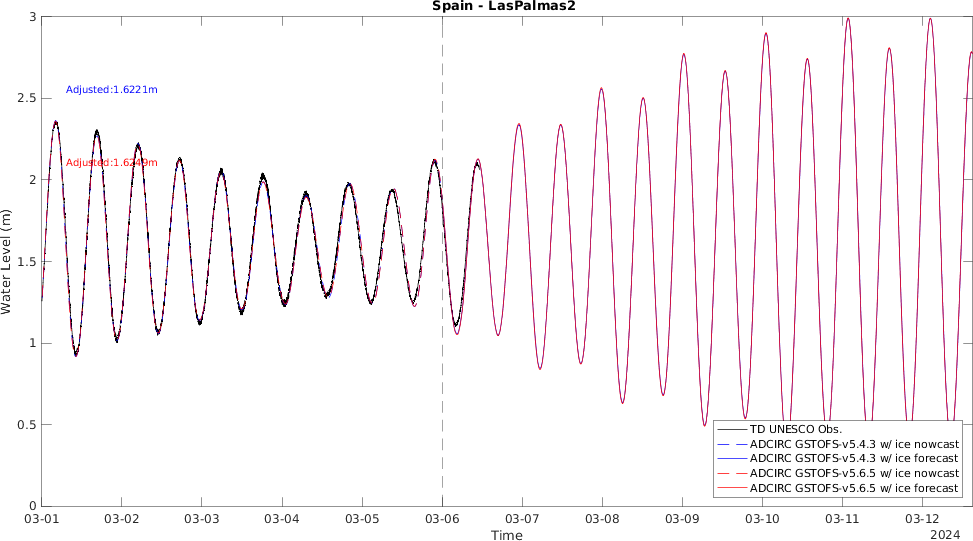 Spain - LasPalmas2
3
2.5
2
1.5
1
0.5
0
Water Level (m)
Adjusted:1.6221m
Adjusted:1.6249m
TD UNESCO Obs.
ADCIRC GSTOFS-v5.4.3 w/ ice nowcast
ADCIRC GSTOFS-v5.4.3 w/ ice forecast
ADCIRC GSTOFS-v5.6.5 w/ ice nowcast
ADCIRC GSTOFS-v5.6.5 w/ ice forecast
03-01 03-02 03-03 03-04 03-05 03-06 03-07 03-08 03-09 03-10 03-11 03-12
Time
2024